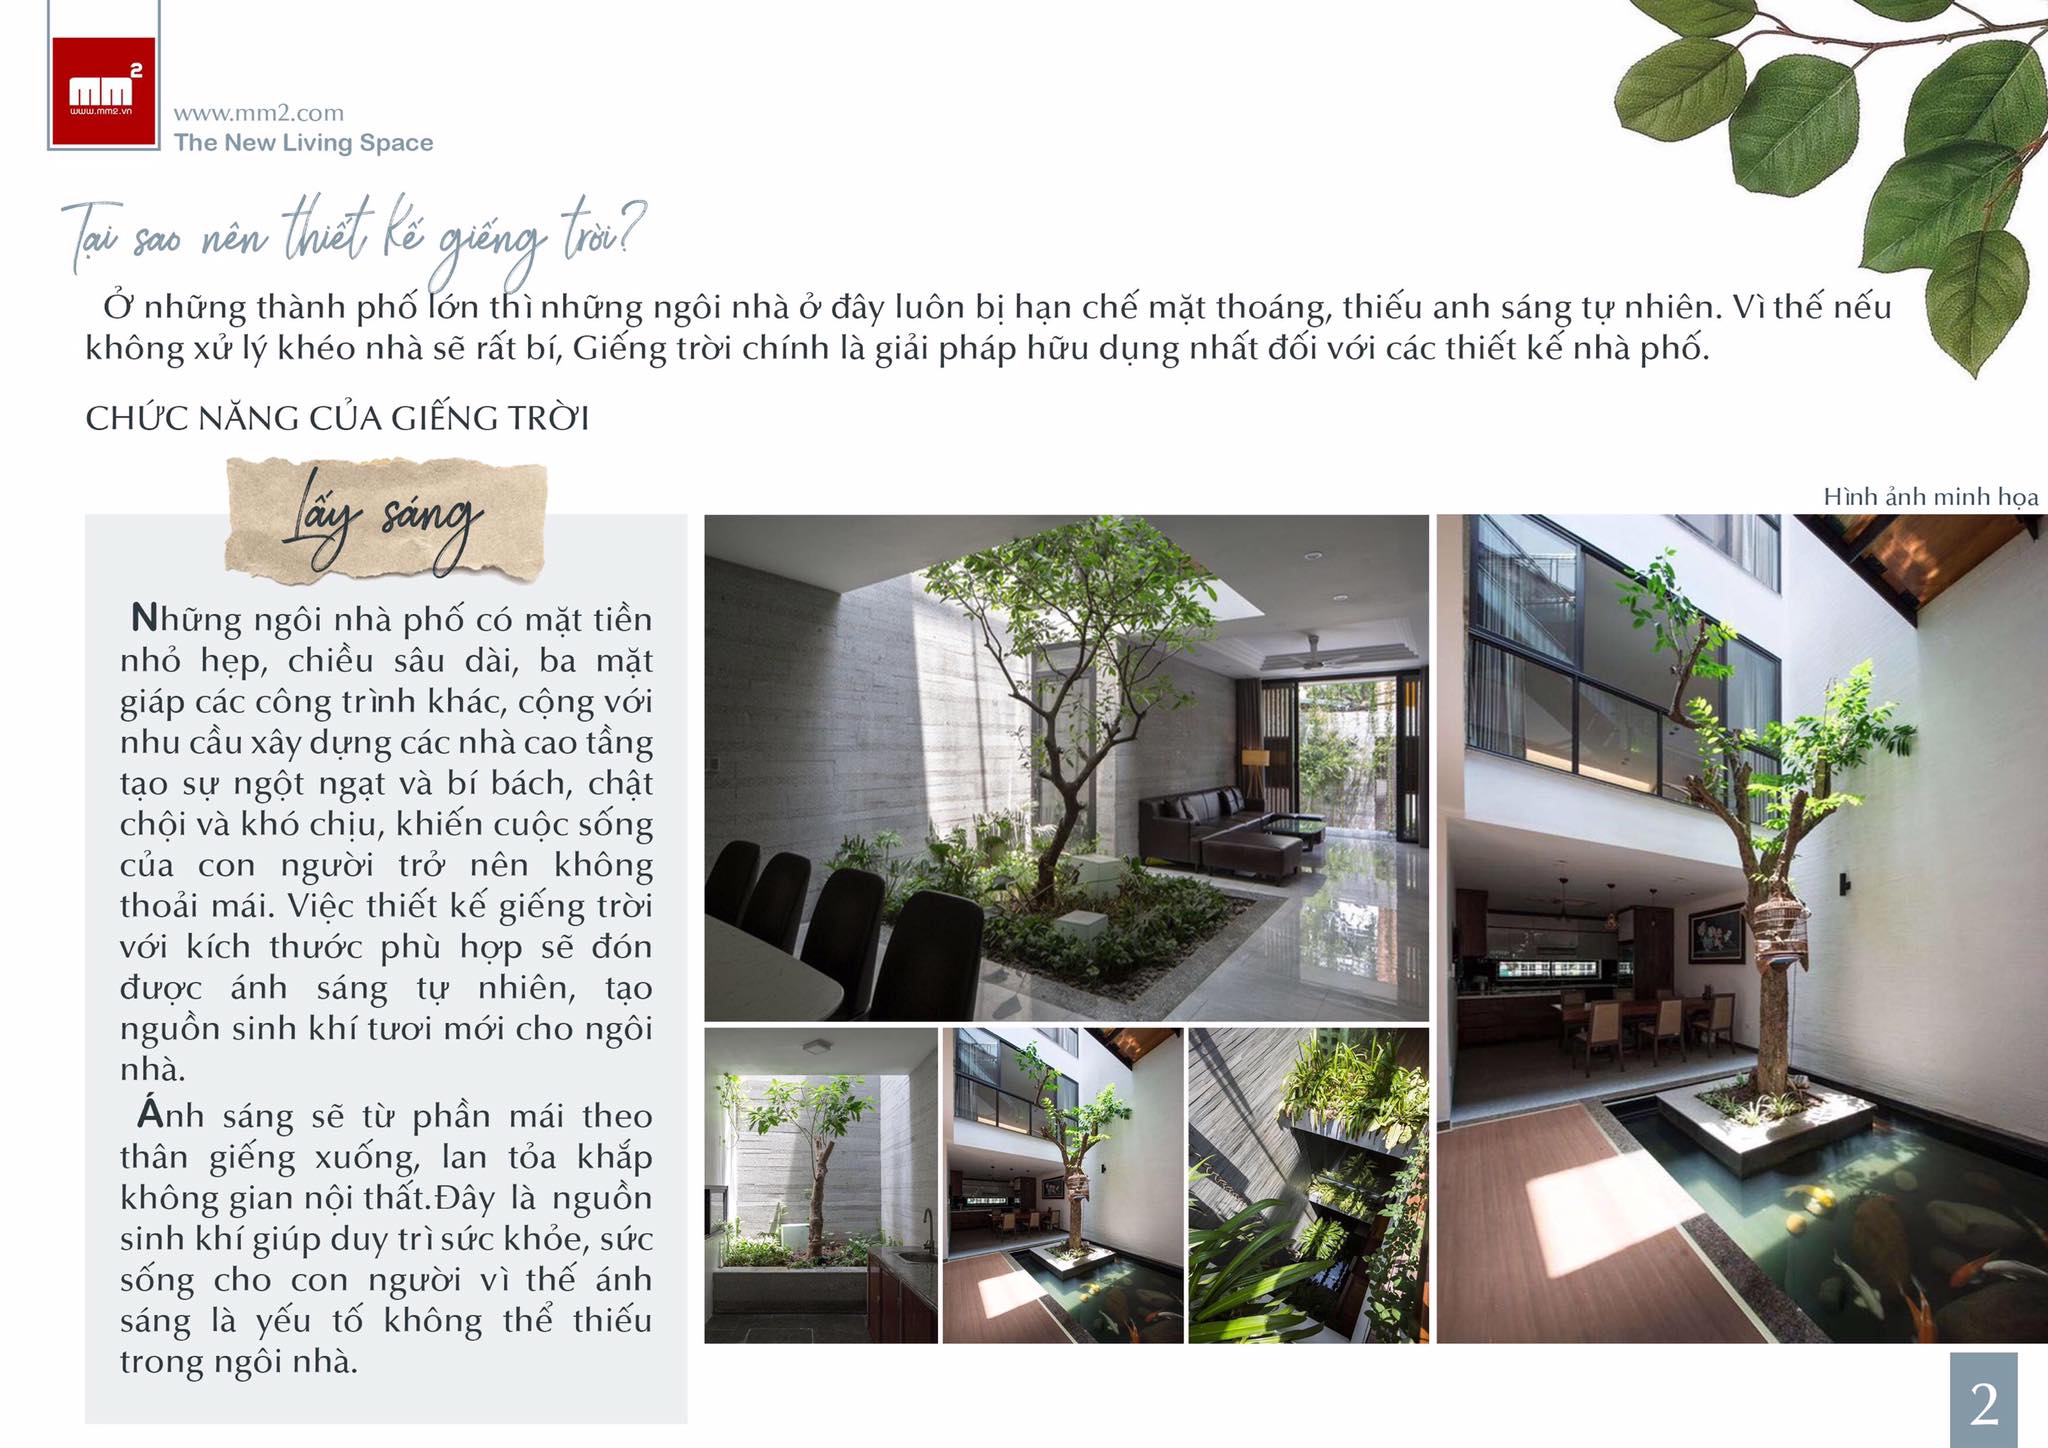 mm2
www.mm2.vn
www.mm2.com
The New Living Space
Tại sao nên thiết kế giếng trời?
Ở những thành phố lớn thì những ngôi nhà ở đây luôn bị hạn chế mặt thoáng, thiếu anh sáng tự nhiên. Vì thế nếu
không xử lý khéo nhà sẽ rất bí, Giếng trời chính là giải pháp hữu dụng nhất đối với các thiết kế nhà phố.
CHỨC NĂNG CỦA GIẾNG TRỜI
Lấy sáng
Hình ảnh minh họa
Những ngôi nhà phố có mặt tiền
nhỏ hẹp, chiều sâu dài, ba mặt
giáp các công trình khác, cộng với
nhu cầu xây dựng các nhà cao tầng
tạo sự ngột ngạt và bí bách, chật
chội và khó chịu, khiến cuộc sống
của con người trở nên không
thoải mái. Việc thiết kế giếng trời
với kích thước phù hợp sẽ đón
được ánh sáng tự nhiên, tạo
nguồn sinh khí tươi mới cho ngôi
nhà.
Ánh sáng sẽ từ phần mái theo
thân giếng xuống, lan tỏa khắp
không gian nội thất.Đây là nguồn
sinh khí giúp duy trì sức khỏe, sức
sống cho con người vì thế ánh
sáng là yếu tố không thể thiếu
trong ngôi nhà.
2